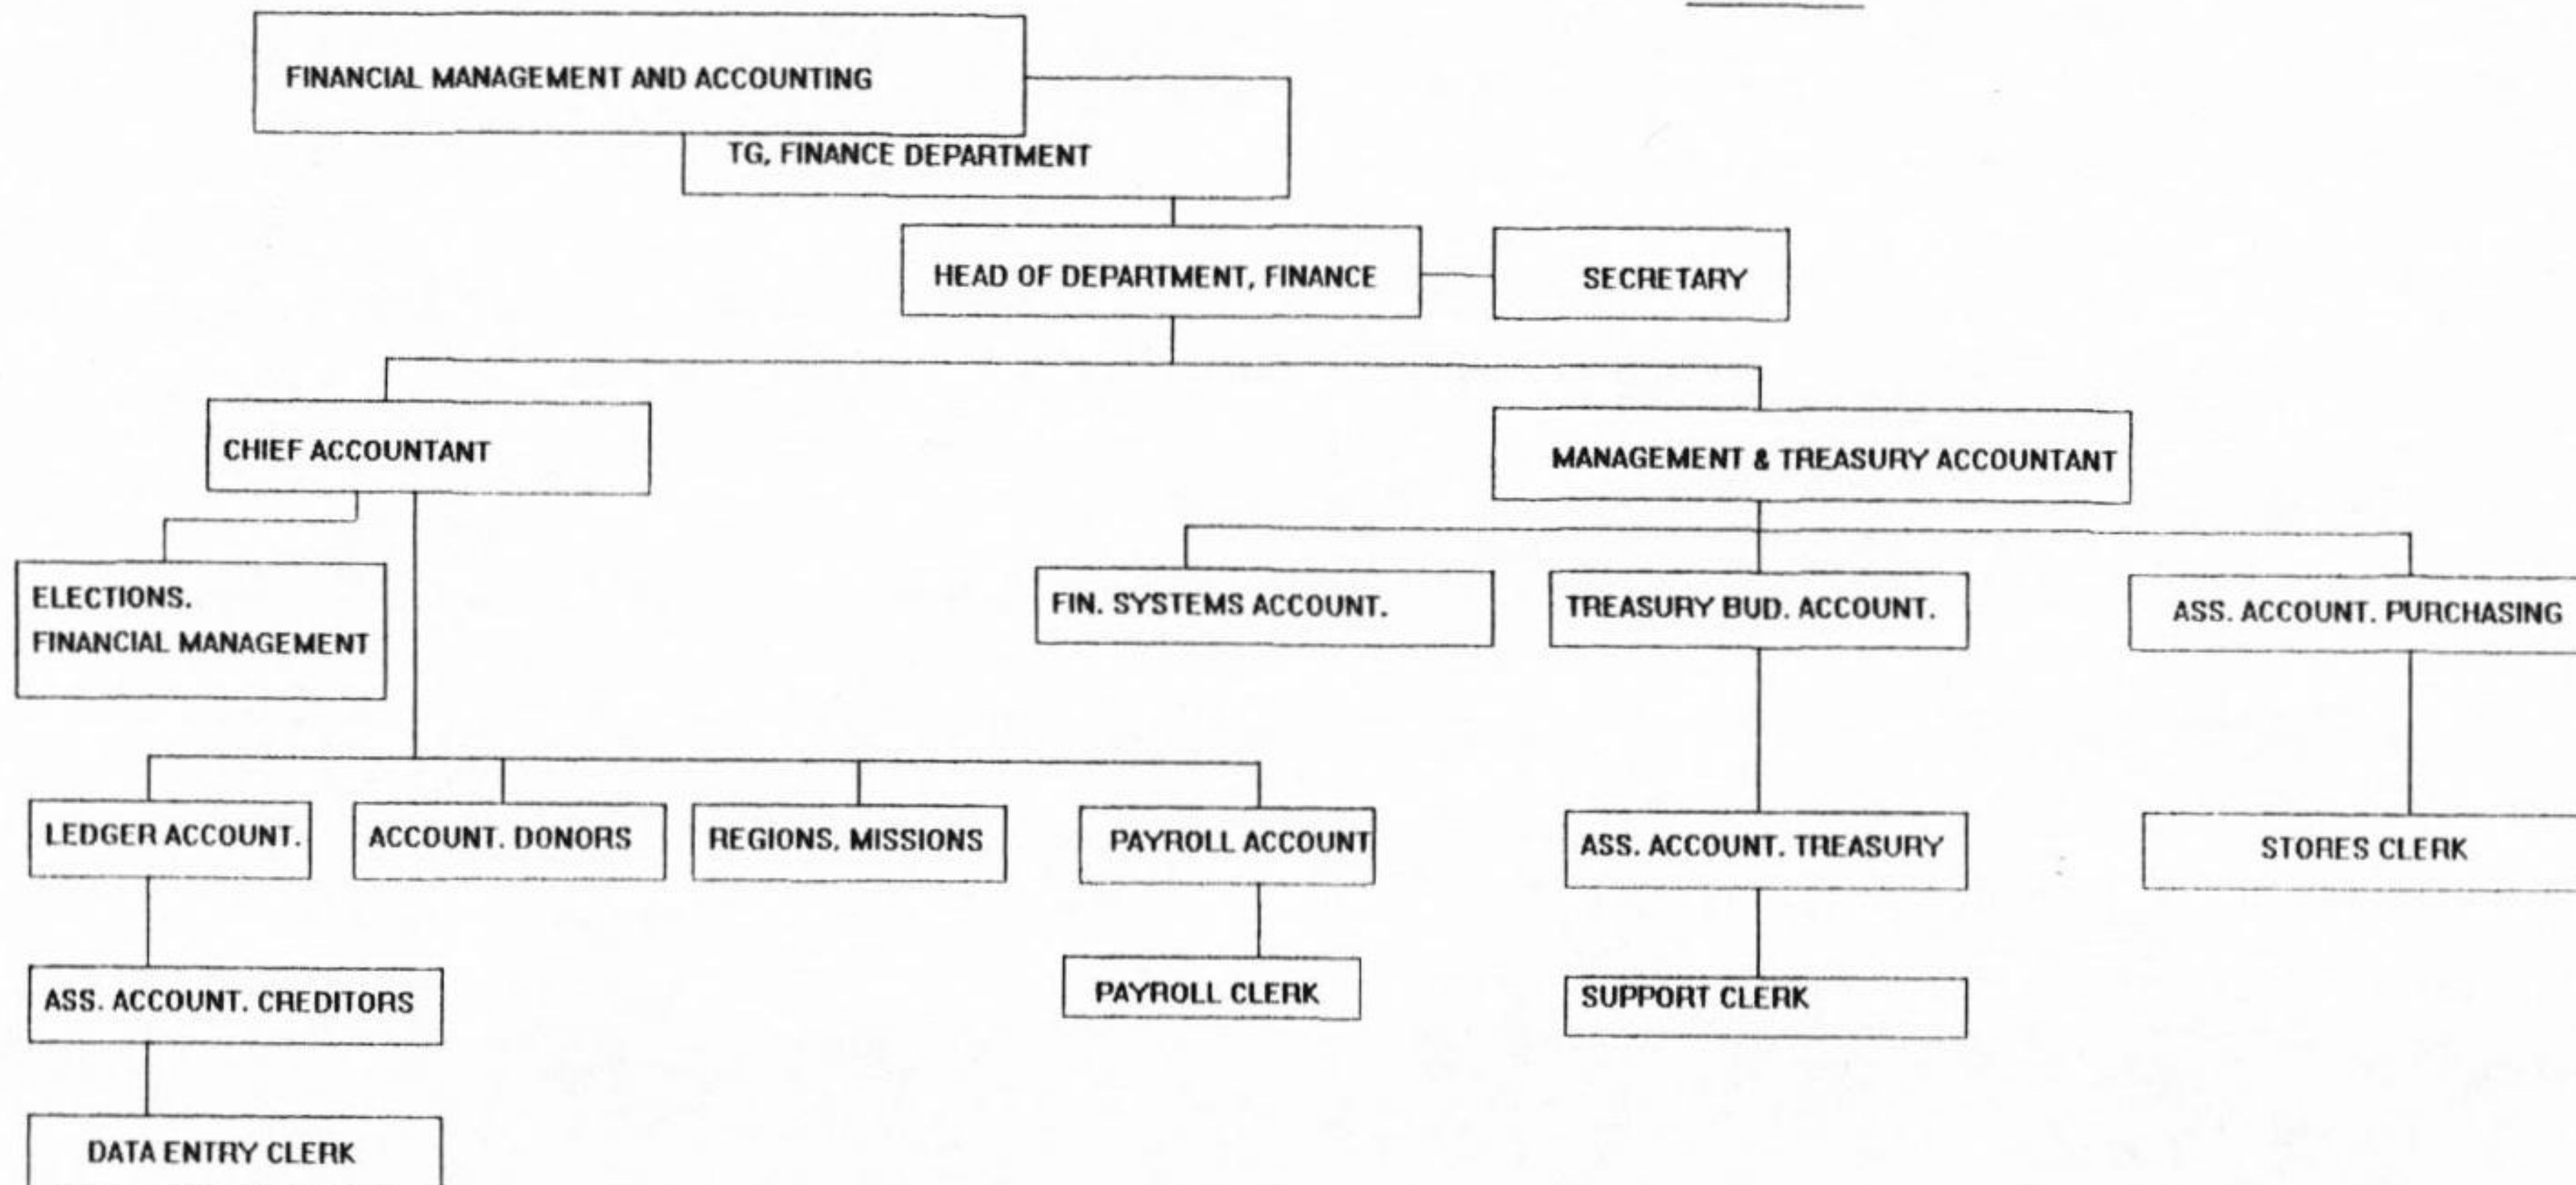 FINANCIAL MANAGEMENT AND ACCOUNTING
TG, FINANCE DEPARTMENT
HEAD OF DEPARTMENT, FINANCE
SECRETARY
CHIEF ACCOUNTANT
MANAGEMENT & TREASURY ACCOUNTANT
ELECTIONS.
FINANCIAL MANAGEMENT
FIN. SYSTEMS ACCOUNT.
TREASURY BUD. ACCOUNT.
ASS. ACCOUNT. PURCHASING
LEDGER ACCOUNT.
ACCOUNT. DONORS
REGIONS. MISSIONS
PAYROLL ACCOUNT
ASS. ACCOUNT. TREASURY
STORES CLERK
ASS. ACCOUNT. CREDITORS
PAYROLL CLERK
SUPPORT CLERK
DATA ENTRY CLERK